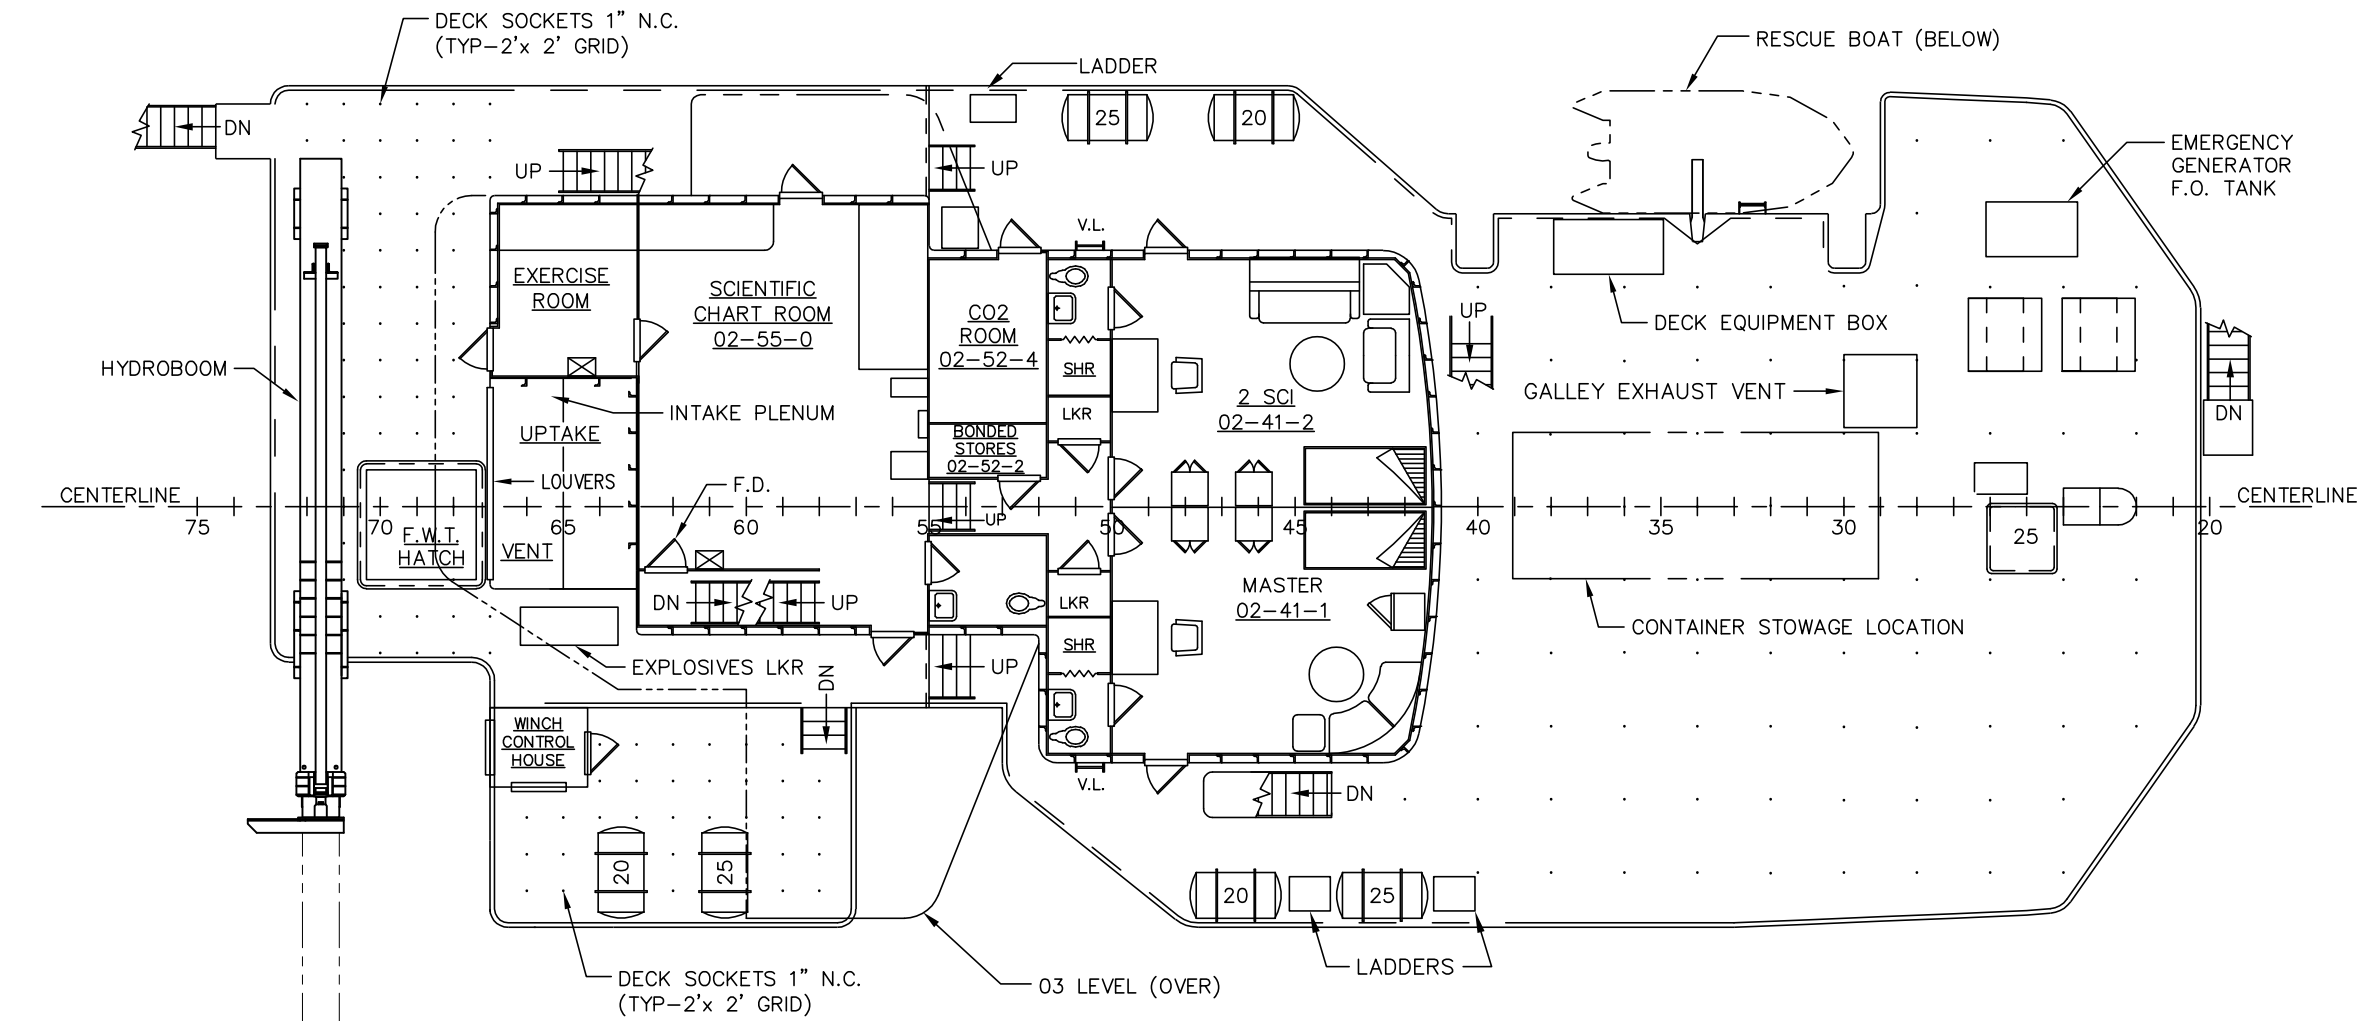 DECK SOCKETS 1" N.C.
(TYP-2'x 2' GRID)
LADDER
RESCUE BOAT (BELOW)
25
20
DN
UP
UP
EMERGENCY
GENERATOR
F.O. TANK
V.L.
EXERCISE
ROOM
SCIENTIFIC
CHART ROOM
02-55-0
CO2
ROOM
02-52-4
SHR
LKR
UP
DECK EQUIPMENT BOX
HYDROBOOM
INTAKE PLENUM
2 SCI
02-41-2
GALLEY EXHAUST VENT
DN
UPTAKE
BONDED
STORES
02-52-2
LOUVERS
F.D.
CENTERLINE
CENTERLINE
75
70
65
60
55
50
45
40
35
30
25
20
UP
F.W.T.
HATCH
VENT
MASTER
02-41-1
DN
UP
LKR
CONTAINER STOWAGE LOCATION
SHR
EXPLOSIVES LKR
DN
UP
WINCH
CONTROL
HOUSE
V.L.
DN
20
25
20
25
DECK SOCKETS 1" N.C.
(TYP-2'x 2' GRID)
03 LEVEL (OVER)
LADDERS